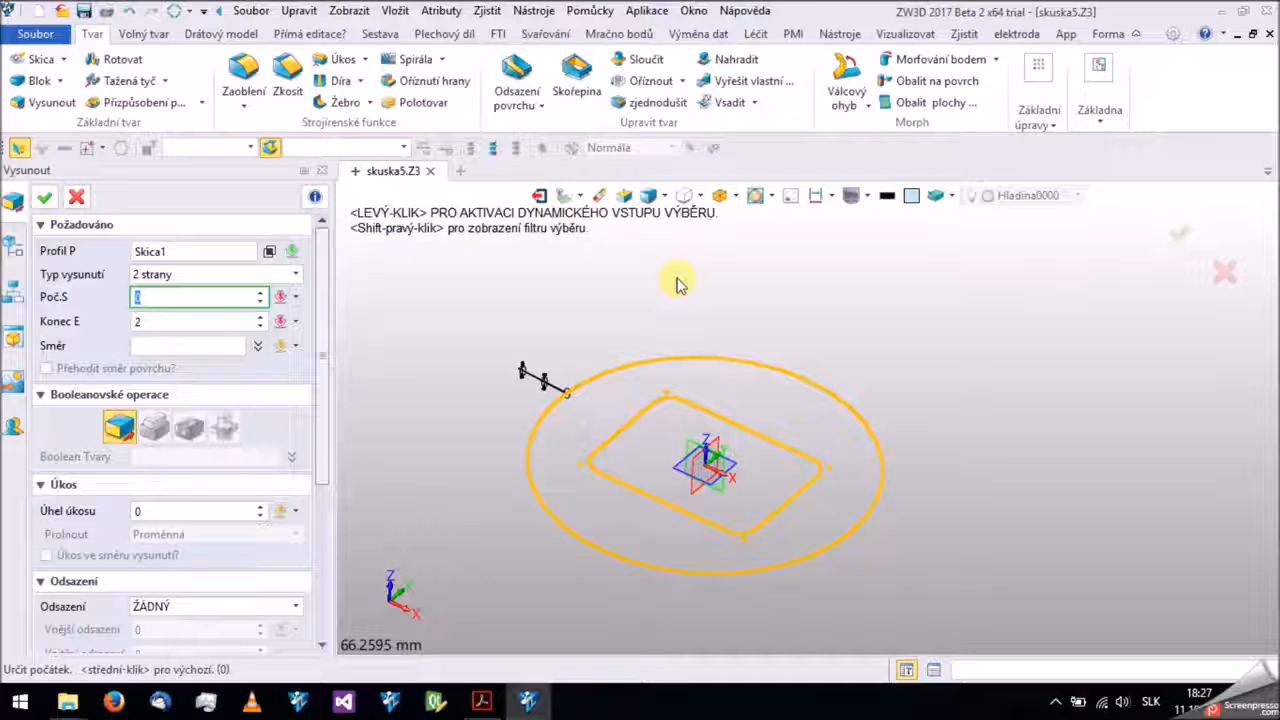 Soubor Upravit Zobrazit Vložit Atributy Zjistit Nástroje Pomůcky Aplikace Okno Nápověda ZW3D 2017 Beta 2 x64 trial - [skuska5.Z3]
Soubor Tvar Volný tvar Drátový model Přímá editace? Sestava Plechový díl FTI Svařování Mračno bodů Výměna dat Léčit PMI Nástroje Vizualizovat Zjistit elektroda App Forma
Skica Rotovat Úkos Spirála Sloučit Nahradit Morfování bodem
Blok Tažená tyč Díra Oříznutí hrany Oříznout Vyřešit vlastní ... Obalit na povrch
Vysunout Přizpůsobení p... Žebro Polotovar zjednodušit Vsadit Obalit plochy ...
Zaoblení Zkosit Odsazení povrchu Skořepina Válcový ohyb Základní úpravy Základna
Základní tvar Strojírenské funkce Upravit tvar Morph
Normála
Vysunout
skuska5.Z3
Hladina0000
<LEVÝ-KLIK> PRO AKTIVACI DYNAMICKÉHO VSTUPU VÝBĚRU.
<Shift-pravý-klik> pro zobrazení filtru výběru.
Požadováno
Profil P Skica1
Typ vysunutí 2 strany
Poč.S 0
Konec E 2
Směr
Přehodit směr povrchu?
Booleanovské operace
Boolean Tvary
Úkos
Úhel úkosu 0
Prolnout Proměnná
Úkos ve směru vysunutí?
Odsazení
Odsazení ŽÁDNÝ
Vnější odsazení 0
Z
X
Z
X
66.2595 mm
Určit počátek. <střední-klik> pro výchozí. (0)
SLK
18:27
Screenpresso
.com